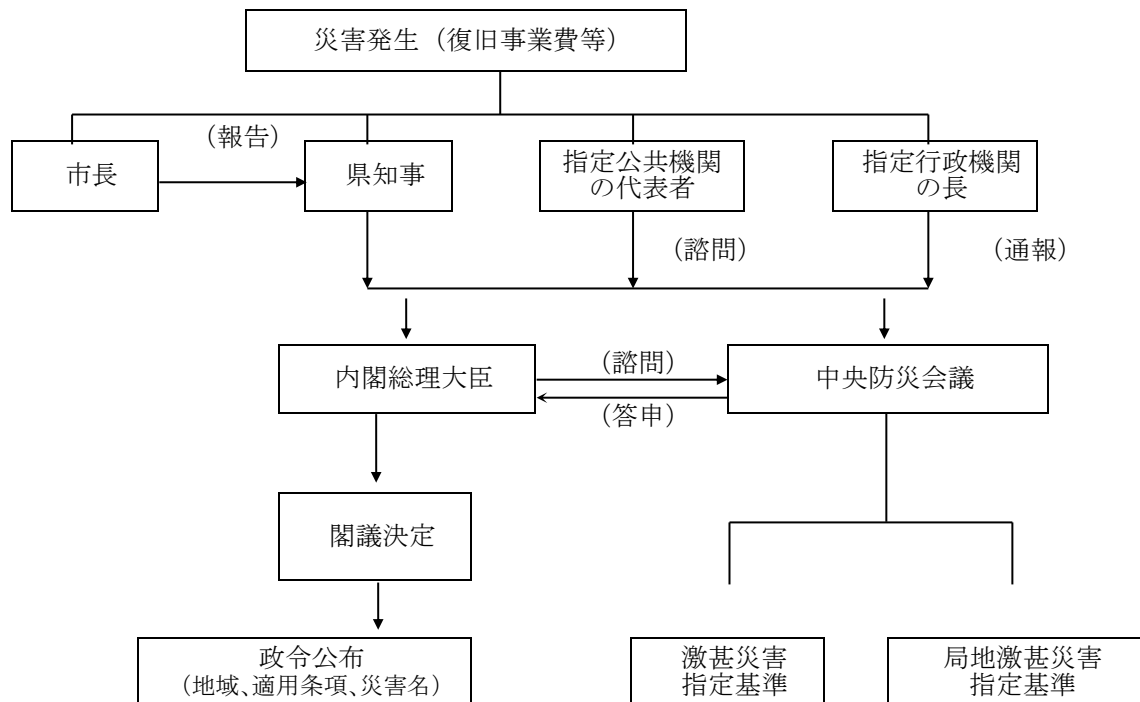 災害発生（復旧事業費等）
（報告）
市長
県知事
指定公共機関
の代表者
指定行政機関
の長
（諮問）
（通報）
内閣総理大臣
（諮問）
（答申）
中央防災会議
閣議決定
政令公布
（地域、適用条項、災害名）
激甚災害
指定基準
局地激甚災害
指定基準